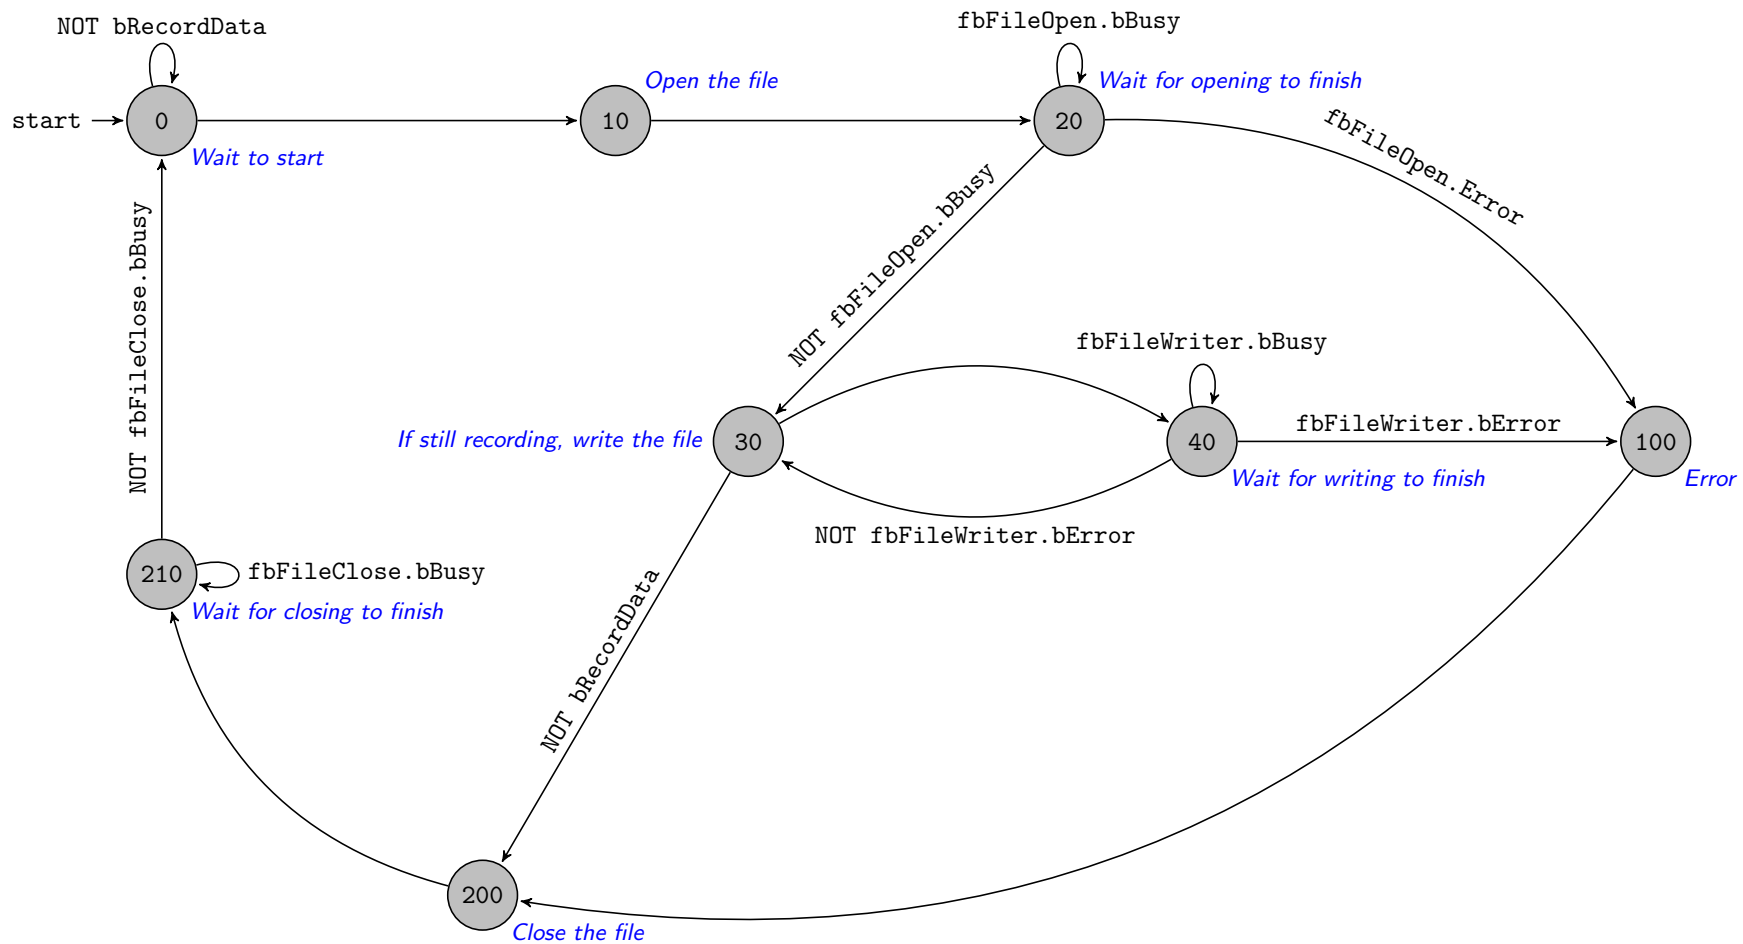 NOT bRecordData
fbFileOpen.bBusy
Open the file
Wait for opening to finish
start
0
10
20
fbFileOpen.Error
Wait to start
NOT fbFileOpen.bBusy
NOT fbFileClose.bBusy
fbFileWriter.bBusy
If still recording, write the file
30
40
fbFileWriter.bError
100
Wait for writing to finish
Error
NOT fbFileWriter.bError
210
fbFileClose.bBusy
Wait for closing to finish
NOT bRecordData
200
Close the file